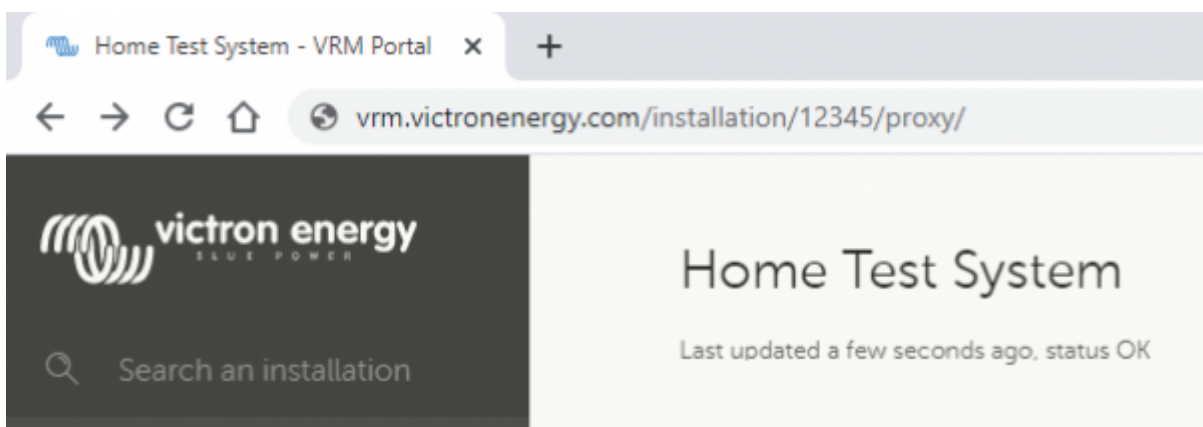 Home Test System - VRM Portal
vrm.victronenergy.com/installation/12345/proxy/
victron energy
BLUE POWER
Home Test System
Last updated a few seconds ago, status OK
Search an installation